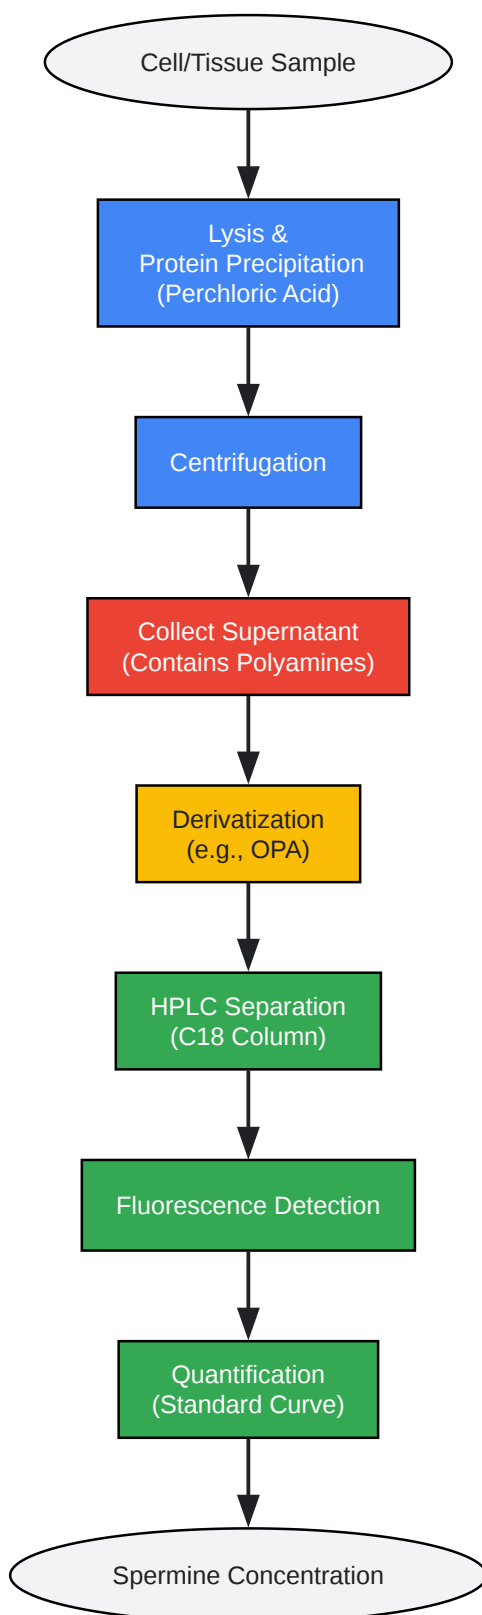 Cell/Tissue Sample
Lysis &
Protein Precipitation
(Perchloric Acid)
Centrifugation
Collect Supernatant
(Contains Polyamines)
Derivatization
(e.g., OPA)
HPLC Separation
(C18 Column)
Fluorescence Detection
Quantification
(Standard Curve)
Spermine Concentration